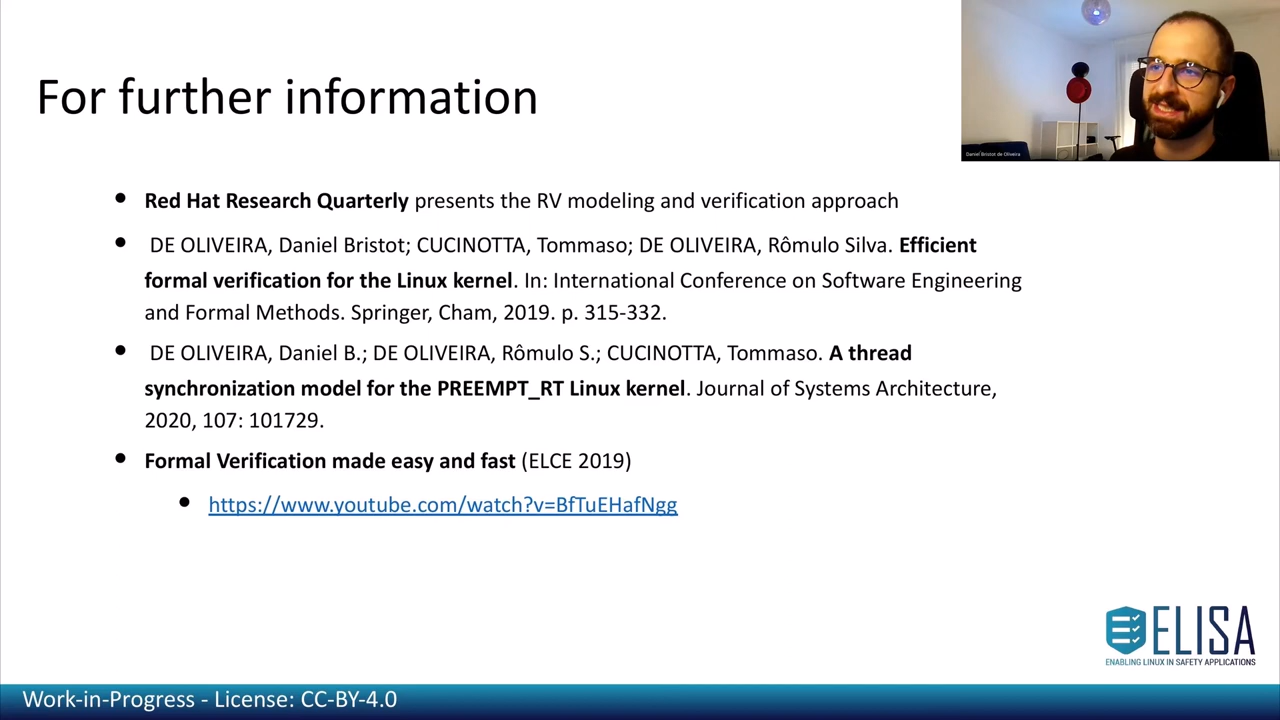 For further information
Daniel Bristot de Oliveira
• Red Hat Research Quarterly presents the RV modeling and verification approach
• DE OLIVEIRA, Daniel Bristot; CUCINOTTA, Tommaso; DE OLIVEIRA, Rômulo Silva. Efficient
formal verification for the Linux kernel. In: International Conference on Software Engineering
and Formal Methods. Springer, Cham, 2019. p. 315-332.
• DE OLIVEIRA, Daniel B.; DE OLIVEIRA, Rômulo S.; CUCINOTTA, Tommaso. A thread
synchronization model for the PREEMPT_RT Linux kernel. Journal of Systems Architecture,
2020, 107: 101729.
• Formal Verification made easy and fast (ELCE 2019)
• https://www.youtube.com/watch?v=BfTuEHafNgg
ELISA
ENABLING LINUX IN SAFETY APPLICATIONS
Work-in-Progress - License: CC-BY-4.0